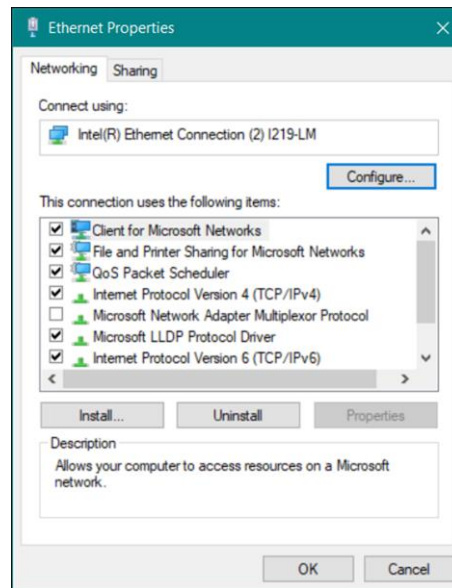 Ethernet Properties
Networking
Sharing
Connect using:
Intel(R) Ethernet Connection (2) I219-LM
Configure...
This connection uses the following items:
Client for Microsoft Networks
File and Printer Sharing for Microsoft Networks
QoS Packet Scheduler
Internet Protocol Version 4 (TCP/IPv4)
Microsoft Network Adapter Multiplexor Protocol
Microsoft LLDP Protocol Driver
Internet Protocol Version 6 (TCP/IPv6)
Install...
Uninstall
Properties
Description
Allows your computer to access resources on a Microsoft
network.
OK
Cancel